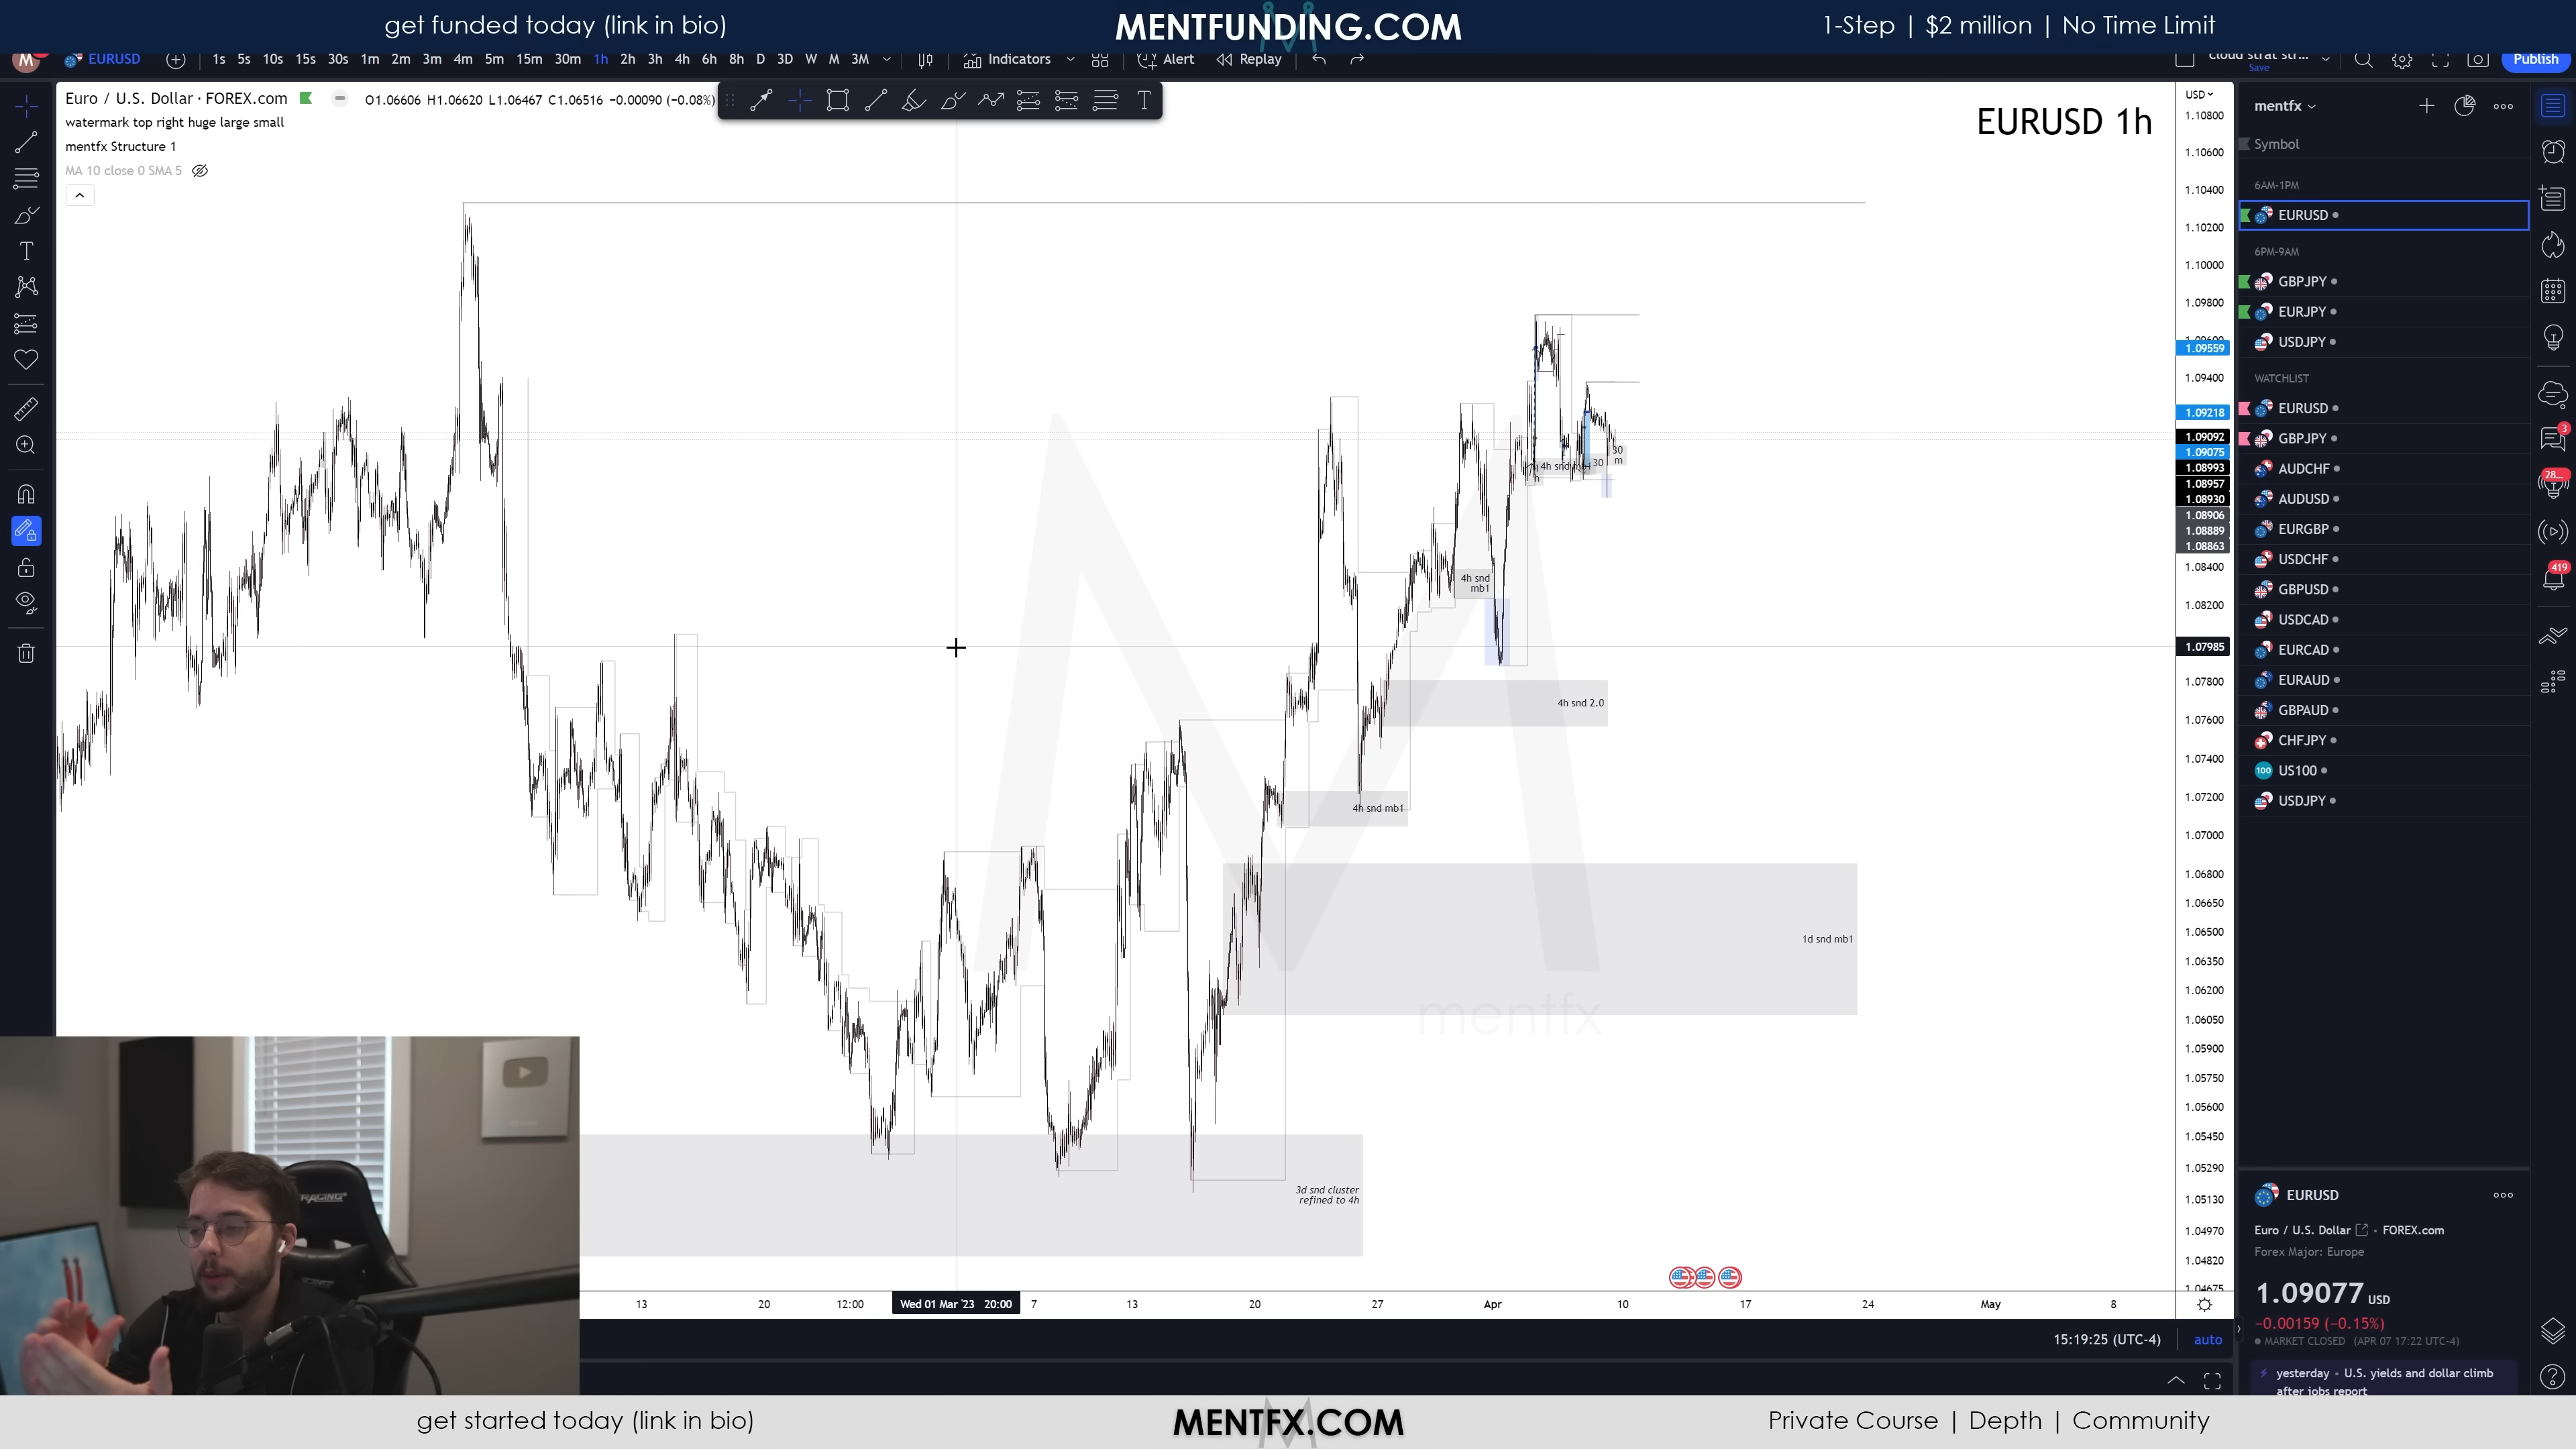 get funded today (link in bio)
MENTFUNDING.COM
1-Step | $2 million | No Time Limit
M
EURUSD
1s 5s 10s 15s 30s 1m 2m 3m 4m 5m 15m 30m 1h 2h 3h 4h 6h 8h D 3D W M 3M
Indicators
Alert
Replay
Save
Publish
Euro / U.S. Dollar · FOREX.com
O1.06606 H1.06620 L1.06467 C1.06516 −0.00090 (−0.08%)
watermark top right huge large small
mentfx Structure 1
MA 10 close 0 SMA 5
EURUSD 1h
USD
1.10800
1.10600
1.10400
1.10200
1.10000
1.09800
1.09559
1.09400
1.09218
1.09092
1.09075
1.08993
1.08957
1.08930
1.08906
1.08889
1.08863
1.08400
1.08200
1.07985
1.07800
1.07600
1.07400
1.07200
1.07000
1.06800
1.06650
1.06500
1.06350
1.06200
1.06050
1.05900
1.05750
1.05600
1.05450
1.05290
1.05130
1.04970
1.04820
1.04675
30
m
30
4h snd
mb1
4h snd 2.0
4h snd mb1
1d snd mb1
mentfx
3d snd cluster
refined to 4h
13 20 12:00 Wed 01 Mar '23 20:00 7 13 20 27 Apr 10 17 24 May 8
15:19:25 (UTC-4)
auto
mentfx
Symbol
6AM-1PM
EURUSD
6PM-9AM
GBPJPY
EURJPY
USDJPY
WATCHLIST
EURUSD
GBPJPY
AUDCHF
AUDUSD
EURGBP
USDCHF
GBPUSD
USDCAD
EURCAD
EURAUD
GBPAUD
CHFJPY
100 US100
USDJPY
3
28...
419
EURUSD
Euro / U.S. Dollar · FOREX.com
Forex Major: Europe
1.09077 USD
−0.00159 (−0.15%)
MARKET CLOSED (APR 07 17:22 UTC-4)
yesterday · U.S. yields and dollar climb
after jobs report
RACING
get started today (link in bio)
MENTFX.COM
Private Course | Depth | Community